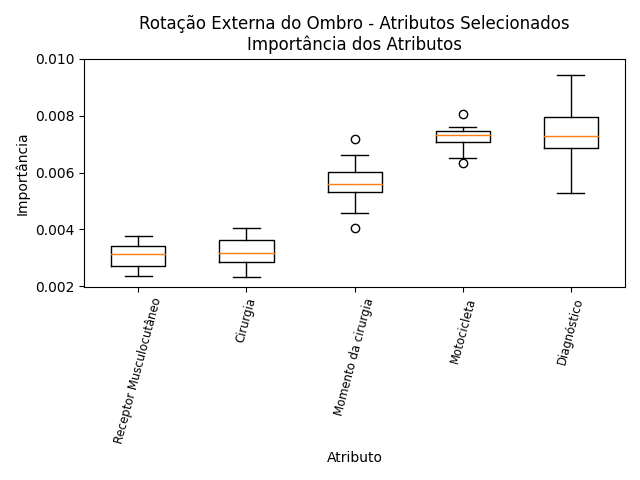 Rotação Externa do Ombro - Atributos Selecionados
Importância dos Atributos
0.010
0.008
0.006
0.004
0.002
Importância
Receptor Musculocutâneo
Cirurgia
Momento da cirurgia
Motocicleta
Diagnóstico
Atributo